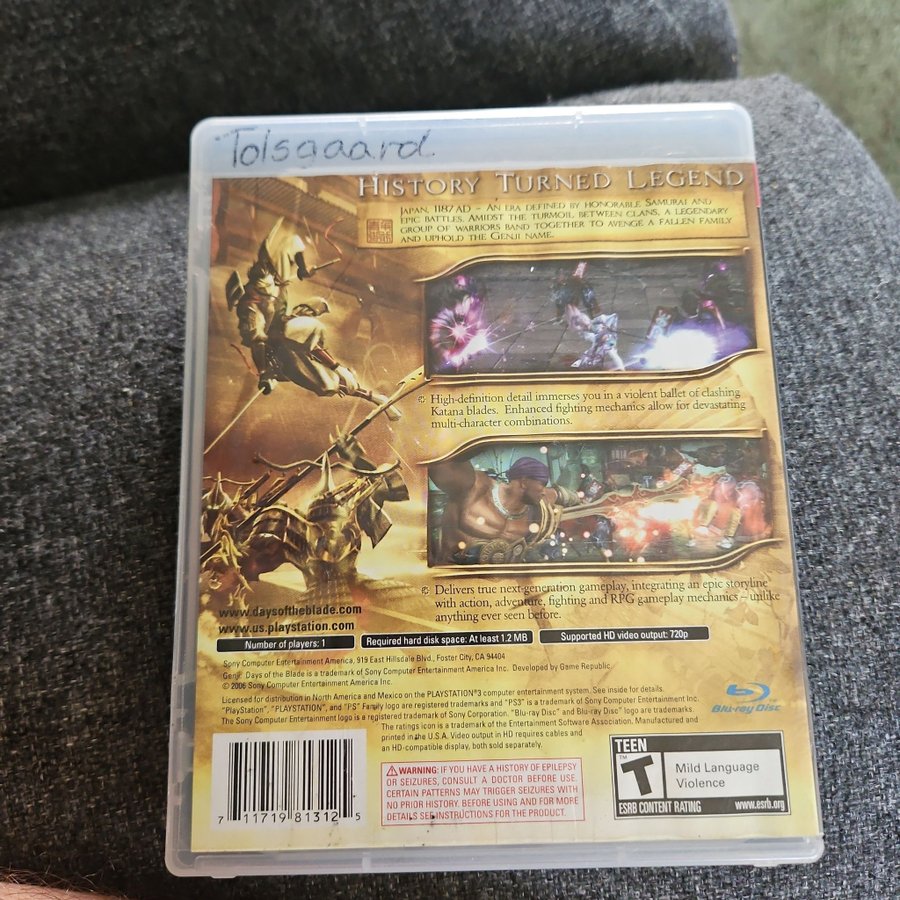 Tolsgaard
HISTORY TURNED LEGEND
JAPAN, 1187 AD – AN ERA DEFINED BY HONORABLE SAMURAI AND
EPIC BATTLES. AMIDST THE TURMOIL BETWEEN CLANS, A LEGENDARY
GROUP OF WARRIORS BAND TOGETHER TO AVENGE A FALLEN FAMILY
AND UPHOLD THE GENJI NAME.
High-definition detail immerses you in a violent ballet of clashing
Katana blades. Enhanced fighting mechanics allow for devastating
multi-character combinations.
Delivers true next-generation gameplay, integrating an epic storyline
with action, adventure, fighting and RPG gameplay mechanics – unlike
anything ever seen before.
www.daysoftheblade.com
www.us.playstation.com
Number of players: 1
Required hard disk space: At least 1.2 MB
Supported HD video output: 720p
Sony Computer Entertainment America, 919 East Hillsdale Blvd., Foster City, CA 94404
Genji: Days of the Blade is a trademark of Sony Computer Entertainment America Inc. Developed by Game Republic.
© 2006 Sony Computer Entertainment America Inc.
Licensed for distribution in North America and Mexico on the PLAYSTATION®3 computer entertainment system. See inside for details.
"PlayStation", "PLAYSTATION", and "PS" Family logo are registered trademarks and "PS3" is a trademark of Sony Computer Entertainment Inc.
The Sony Computer Entertainment logo is a registered trademark of Sony Corporation. "Blu-ray Disc" and Blu-ray Disc" logo are trademarks.
The ratings icon is a trademark of the Entertainment Software Association. Manufactured and
printed in the U.S.A. Video output in HD requires cables and
an HD-compatible display, both sold separately.
Blu-ray Disc
WARNING: IF YOU HAVE A HISTORY OF EPILEPSY
OR SEIZURES, CONSULT A DOCTOR BEFORE USE.
CERTAIN PATTERNS MAY TRIGGER SEIZURES WITH
NO PRIOR HISTORY. BEFORE USING AND FOR MORE
DETAILS SEE INSTRUCTIONS FOR THE PRODUCT.
7 11719 81312 5
TEEN
T
Mild Language
Violence
ESRB CONTENT RATING www.esrb.org